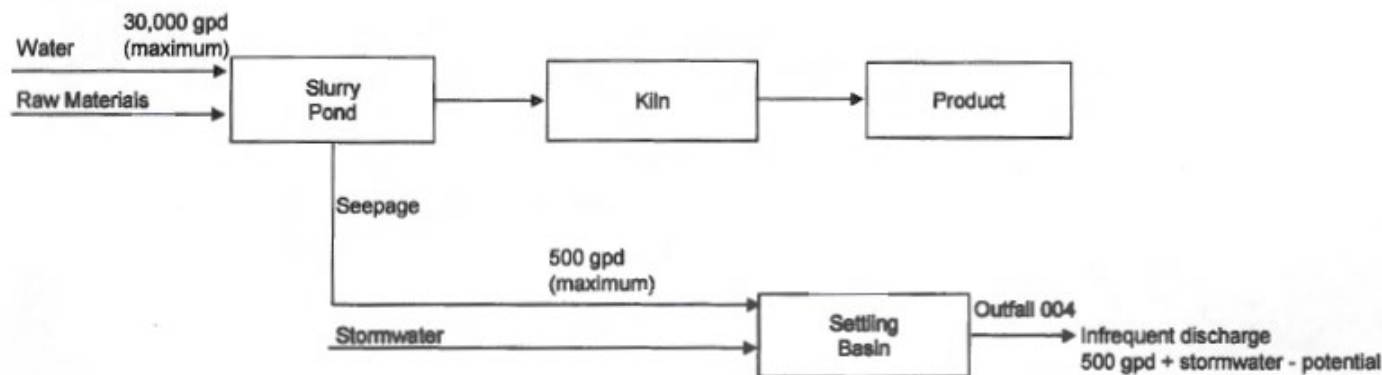 30,000 gpd
(maximum)
Water
Raw Materials
Slurry
Pond
Kiln
Product
Seepage
500 gpd
(maximum)
Stormwater
Settling
Basin
Outfall 004
Infrequent discharge
500 gpd + stormwater - potential